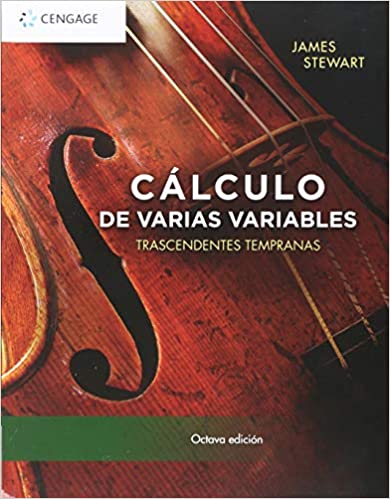 CENGAGE
JAMES
STEWART
CÁLCULO
DE VARIAS VARIABLES
TRASCENDENTES TEMPRANAS
Octava edición